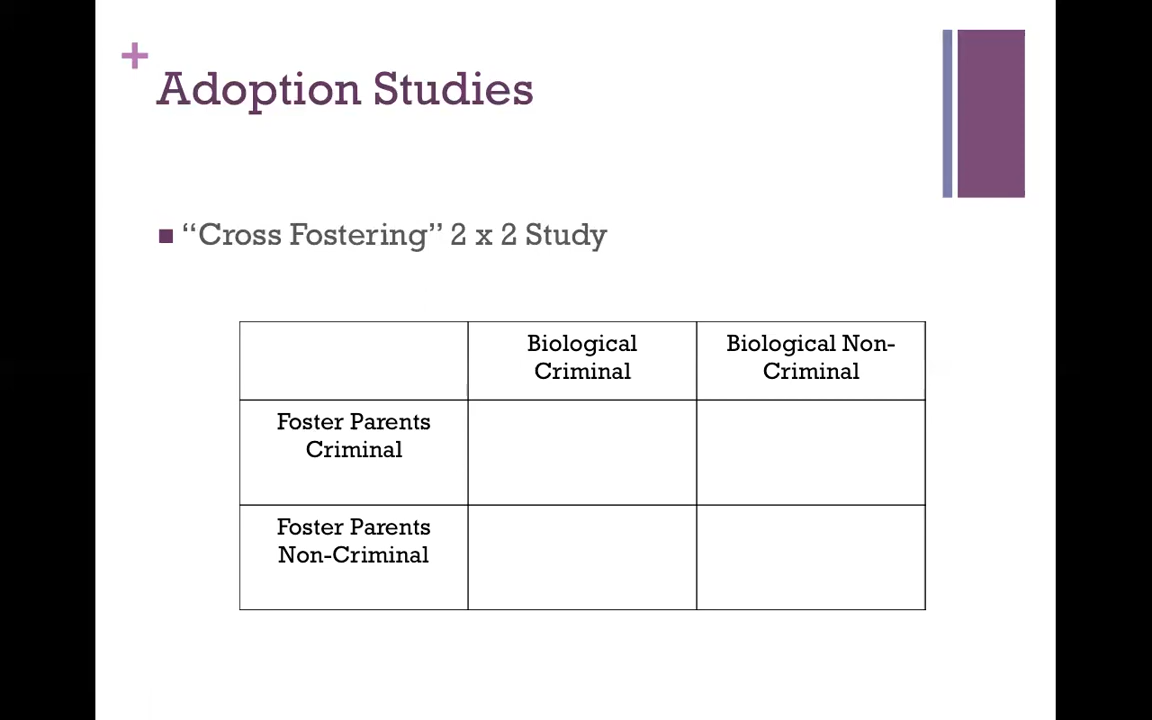 +
Adoption Studies
“Cross Fostering” 2 x 2 Study
Biological
Criminal
Biological Non-
Criminal
Foster Parents
Criminal
Foster Parents
Non-Criminal